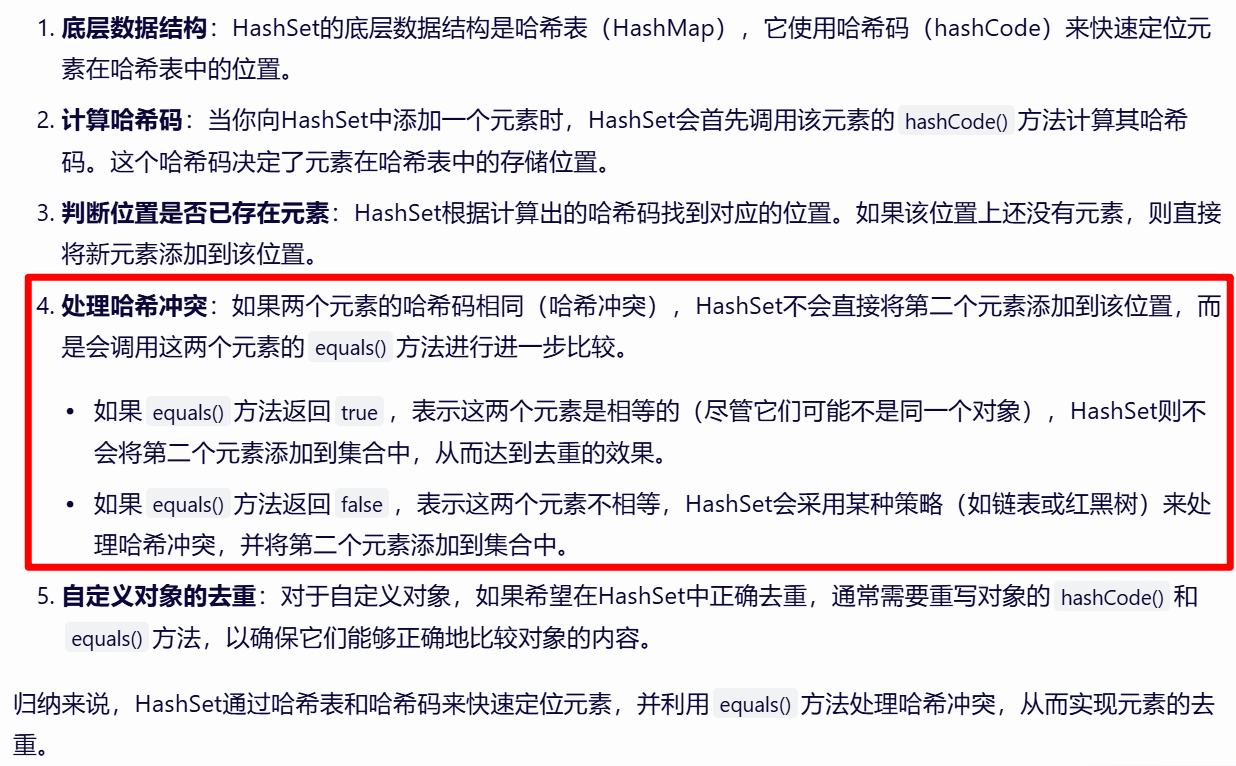 1. 底层数据结构：HashSet的底层数据结构是哈希表（HashMap），它使用哈希码（hashCode）来快速定位元
素在哈希表中的位置。
2. 计算哈希码：当你向HashSet中添加一个元素时，HashSet会首先调用该元素的 hashCode() 方法计算其哈希
码。这个哈希码决定了元素在哈希表中的存储位置。
3. 判断位置是否已存在元素：HashSet根据计算出的哈希码找到对应的位置。如果该位置上还没有元素，则直接
将新元素添加到该位置。
4. 处理哈希冲突：如果两个元素的哈希码相同（哈希冲突），HashSet不会直接将第二个元素添加到该位置，而
是会调用这两个元素的 equals() 方法进行进一步比较。
• 如果 equals() 方法返回 true ，表示这两个元素是相等的（尽管它们可能不是同一个对象），HashSet则不
会将第二个元素添加到集合中，从而达到去重的效果。
• 如果 equals() 方法返回 false ，表示这两个元素不相等，HashSet会采用某种策略（如链表或红黑树）来处
理哈希冲突，并将第二个元素添加到集合中。
5. 自定义对象的去重：对于自定义对象，如果希望在HashSet中正确去重，通常需要重写对象的 hashCode() 和
equals() 方法，以确保它们能够正确地比较对象的内容。
归纳来说，HashSet通过哈希表和哈希码来快速定位元素，并利用 equals() 方法处理哈希冲突，从而实现元素的去
重。